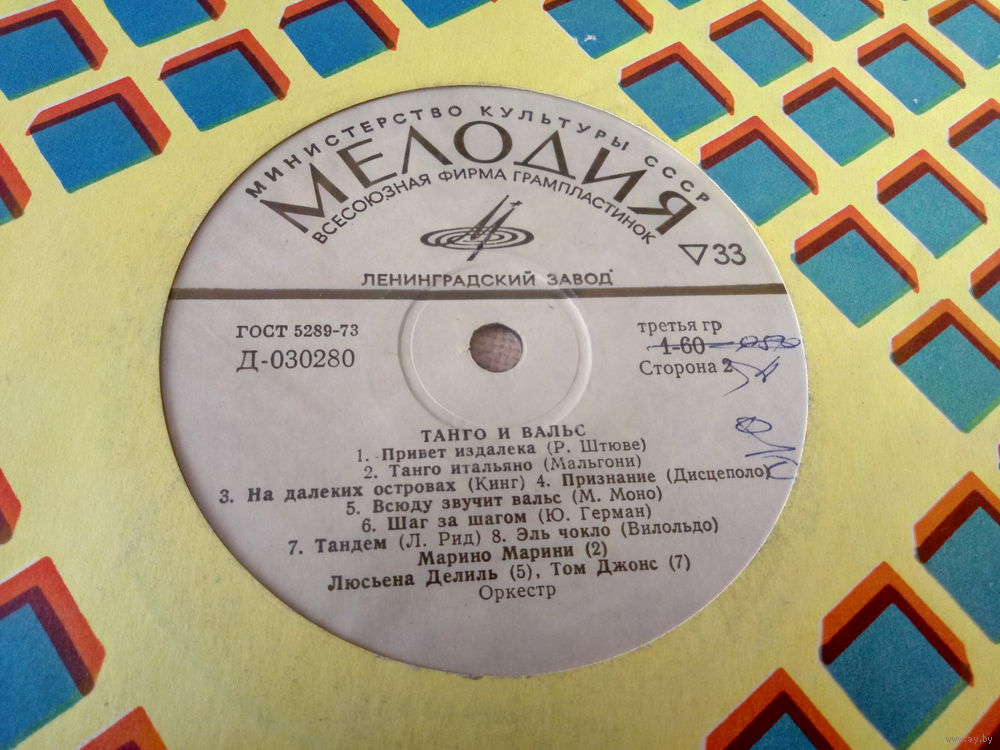 МИНИСТЕРСТВО КУЛЬТУРЫ СССР
МЕЛОДИЯ
ВСЕСОЮЗНАЯ ФИРМА ГРАМПЛАСТИНОК
▽33
ЛЕНИНГРАДСКИЙ ЗАВОД
ГОСТ 5289-73
Д-030280
третья гр
1-60
Сторона 2
ТАНГО И ВАЛЬС
1. Привет издалека (Р. Штюве)
2. Танго итальяно (Мальгони)
3. На далеких островах (Кинг) 4. Признание (Дисцеполо)
5. Всюду звучит вальс (М. Моно)
6. Шаг за шагом (Ю. Герман)
7. Тандем (Л. Рид) 8. Эль чокло (Вилольдо)
Марино Марини (2)
Люсьена Делиль (5), Том Джонс (7)
Оркестр
www.ay.by